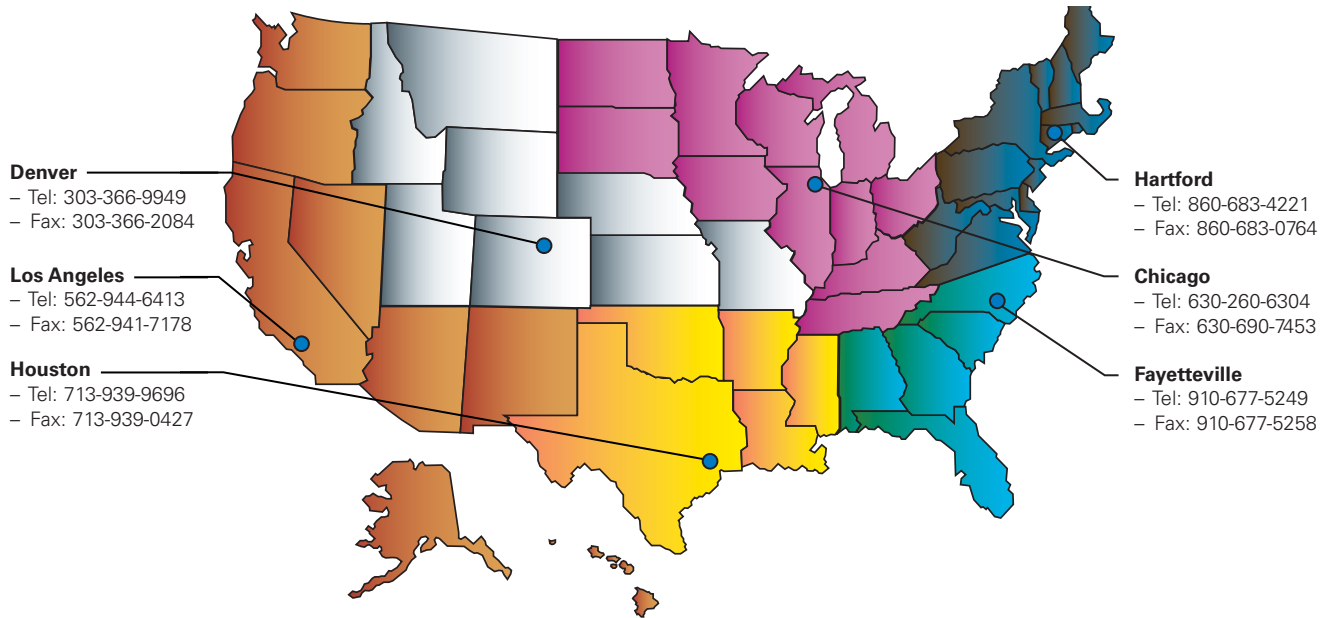 Denver
– Tel: 303-366-9949
– Fax: 303-366-2084
Los Angeles
– Tel: 562-944-6413
– Fax: 562-941-7178
Houston
– Tel: 713-939-9696
– Fax: 713-939-0427
Hartford
– Tel: 860-683-4221
– Fax: 860-683-0764
Chicago
– Tel: 630-260-6304
– Fax: 630-690-7453
Fayetteville
– Tel: 910-677-5249
– Fax: 910-677-5258